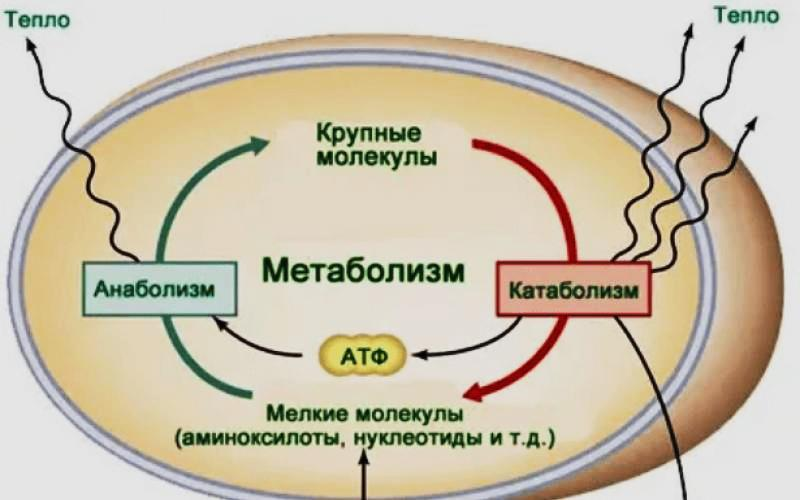 Тепло
Тепло
Крупные
молекулы
Метаболизм
Анаболизм
Катаболизм
АТФ
Мелкие молекулы
(аминоксилоты, нуклеотиды и т.д.)